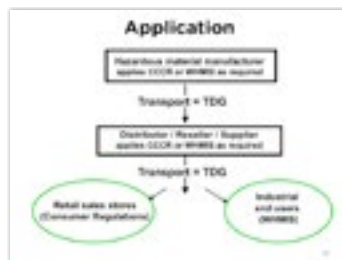 Application
Hazardous material manufacturer
applies CCCR or WHMIS as required
Transport = TDG
Distributor / Reseller / Supplier
applies CCCR or WHMIS as required
Transport = TDG
Retail sales stores
(Consumer Regulations)
Industrial
end users
(WHMIS)